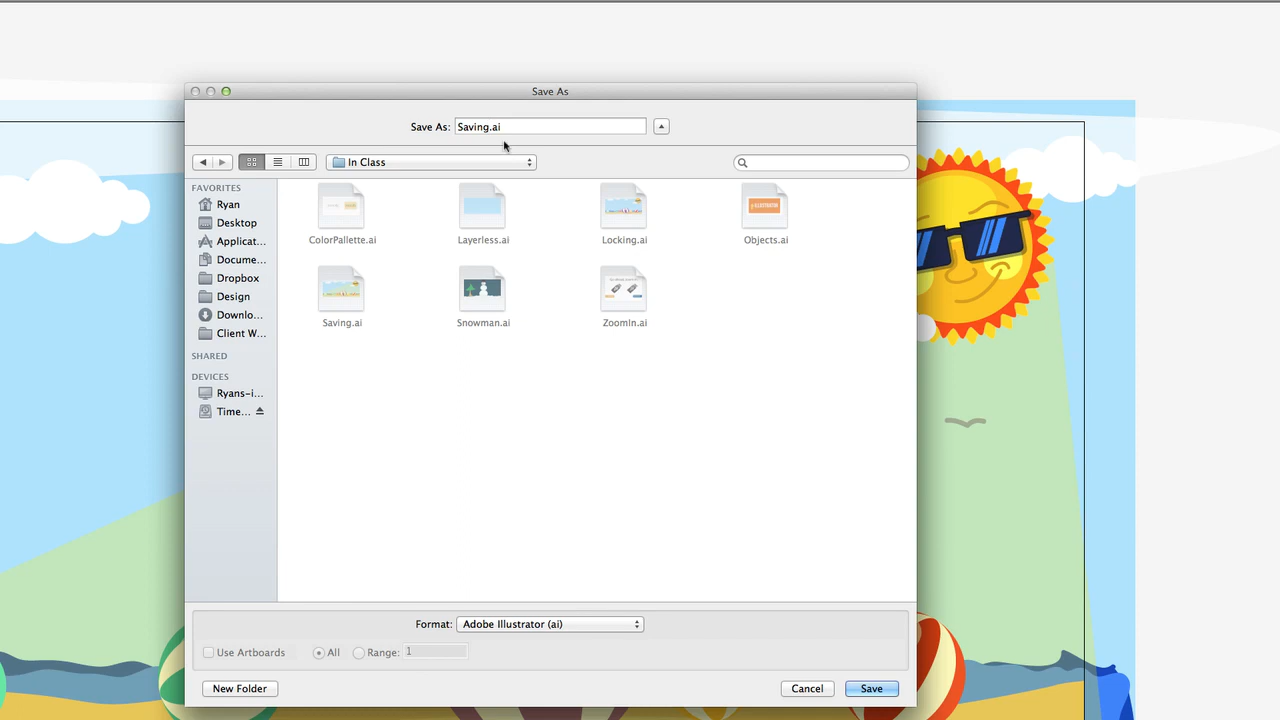 Save As
Save As: Saving.ai
In Class
FAVORITES
Ryan
Desktop
Applicat...
Docume...
Dropbox
Design
Downlo...
Client W...
SHARED
DEVICES
Ryans-i...
Time...
ColorPallette.ai
Layerless.ai
Locking.ai
Objects.ai
Saving.ai
Snowman.ai
ZoomIn.ai
Format: Adobe Illustrator (ai)
Use Artboards All Range: 1
New Folder Cancel Save